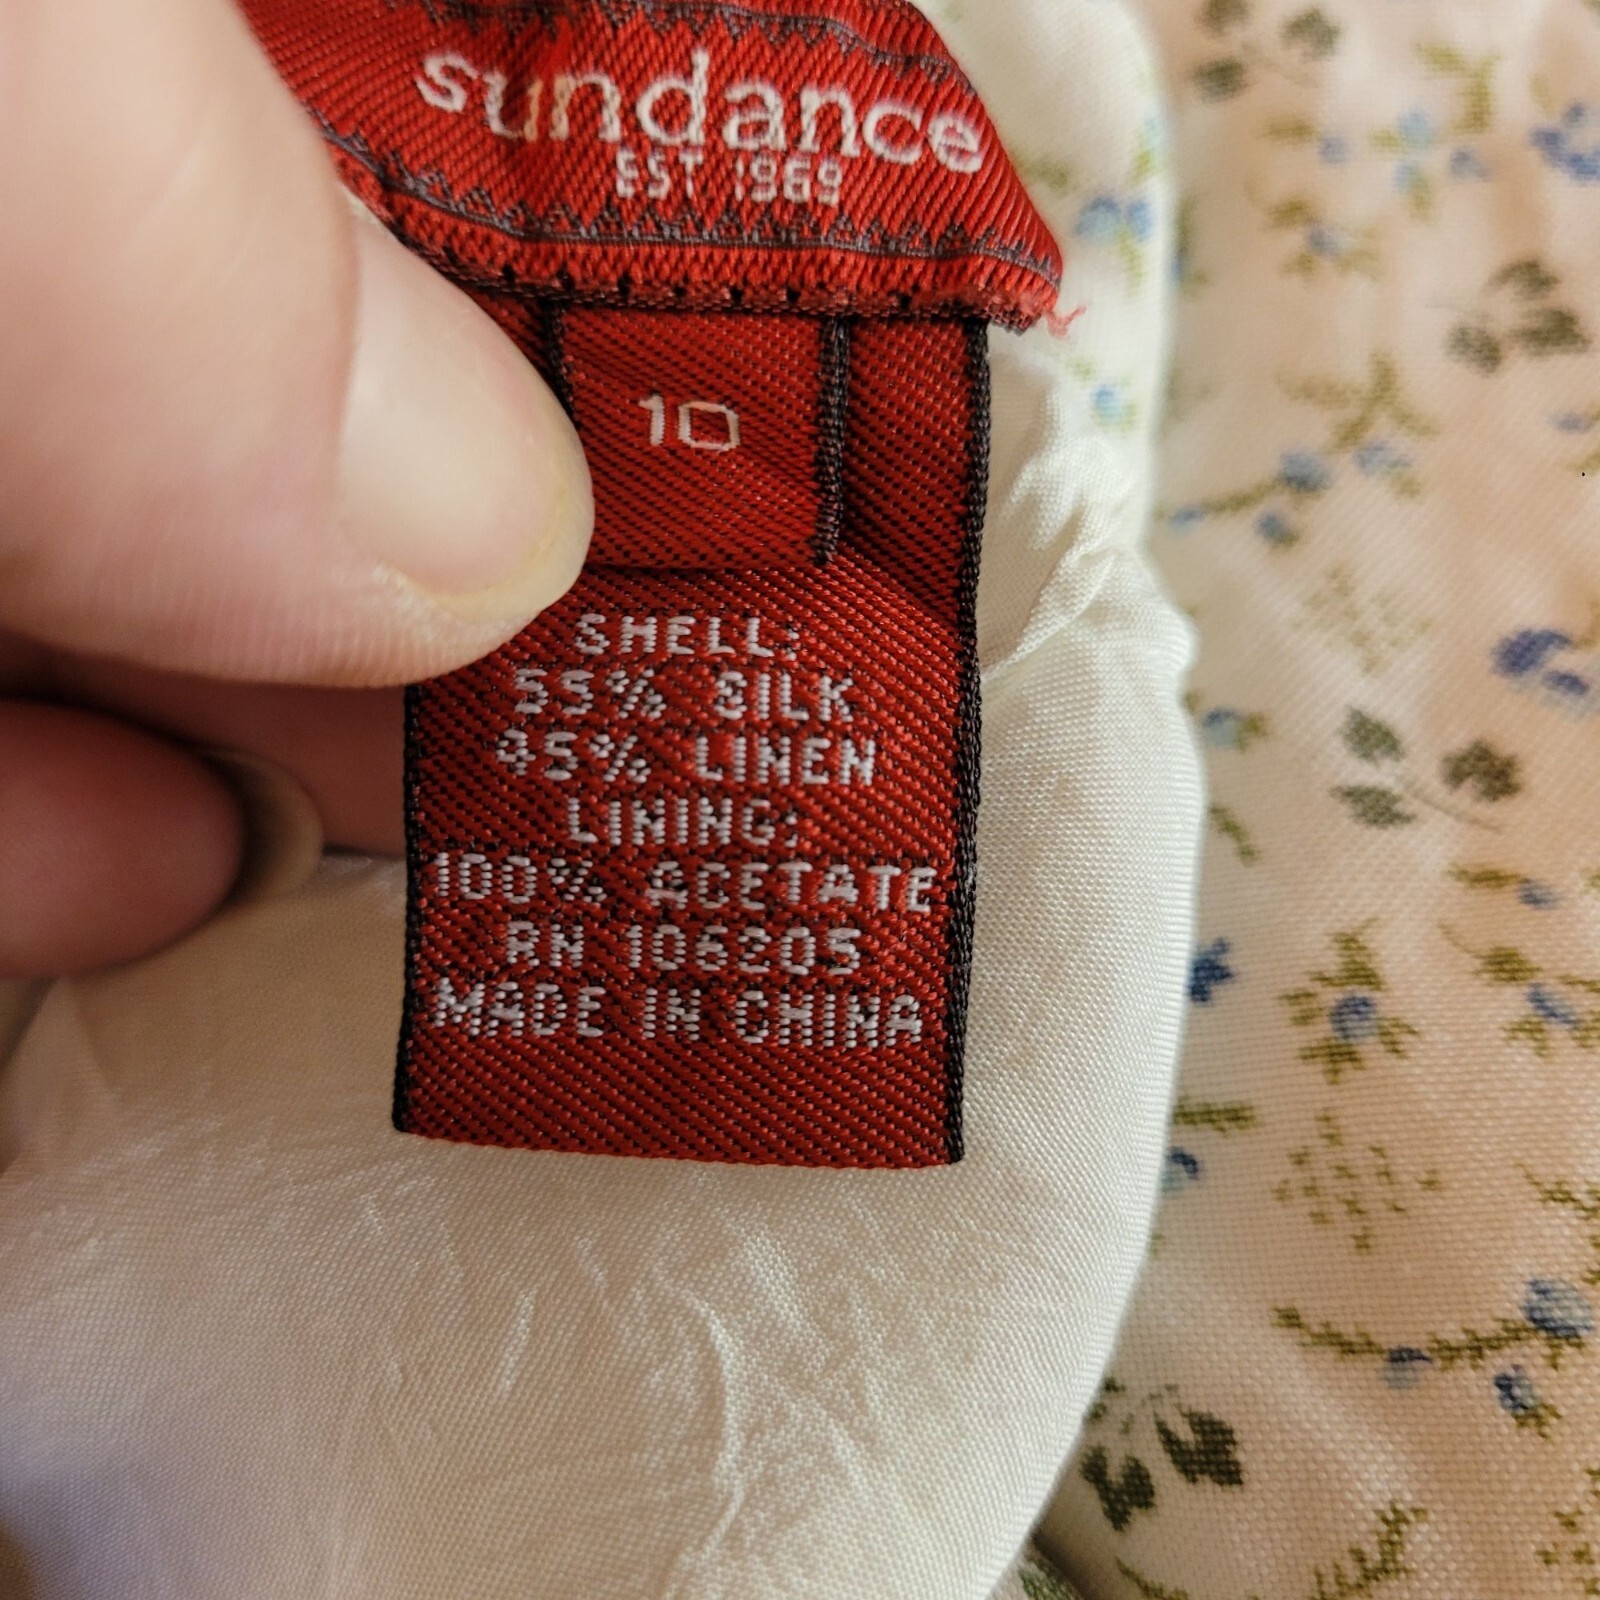 sundance
EST 1969
10
SHELL:
55% SILK
45% LINEN
LINING:
100% ACETATE
RN 106205
MADE IN CHINA